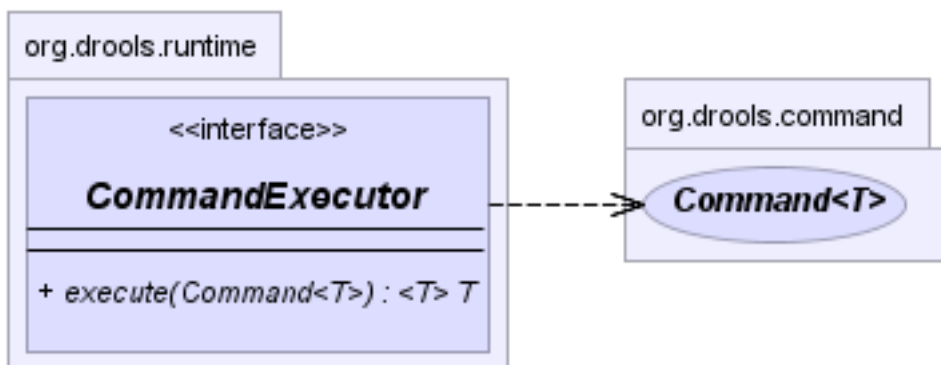 org.drools.runtime
<<interface>>
CommandExecutor
+ execute(Command<T>) : <T> T
org.drools.command
Command<T>